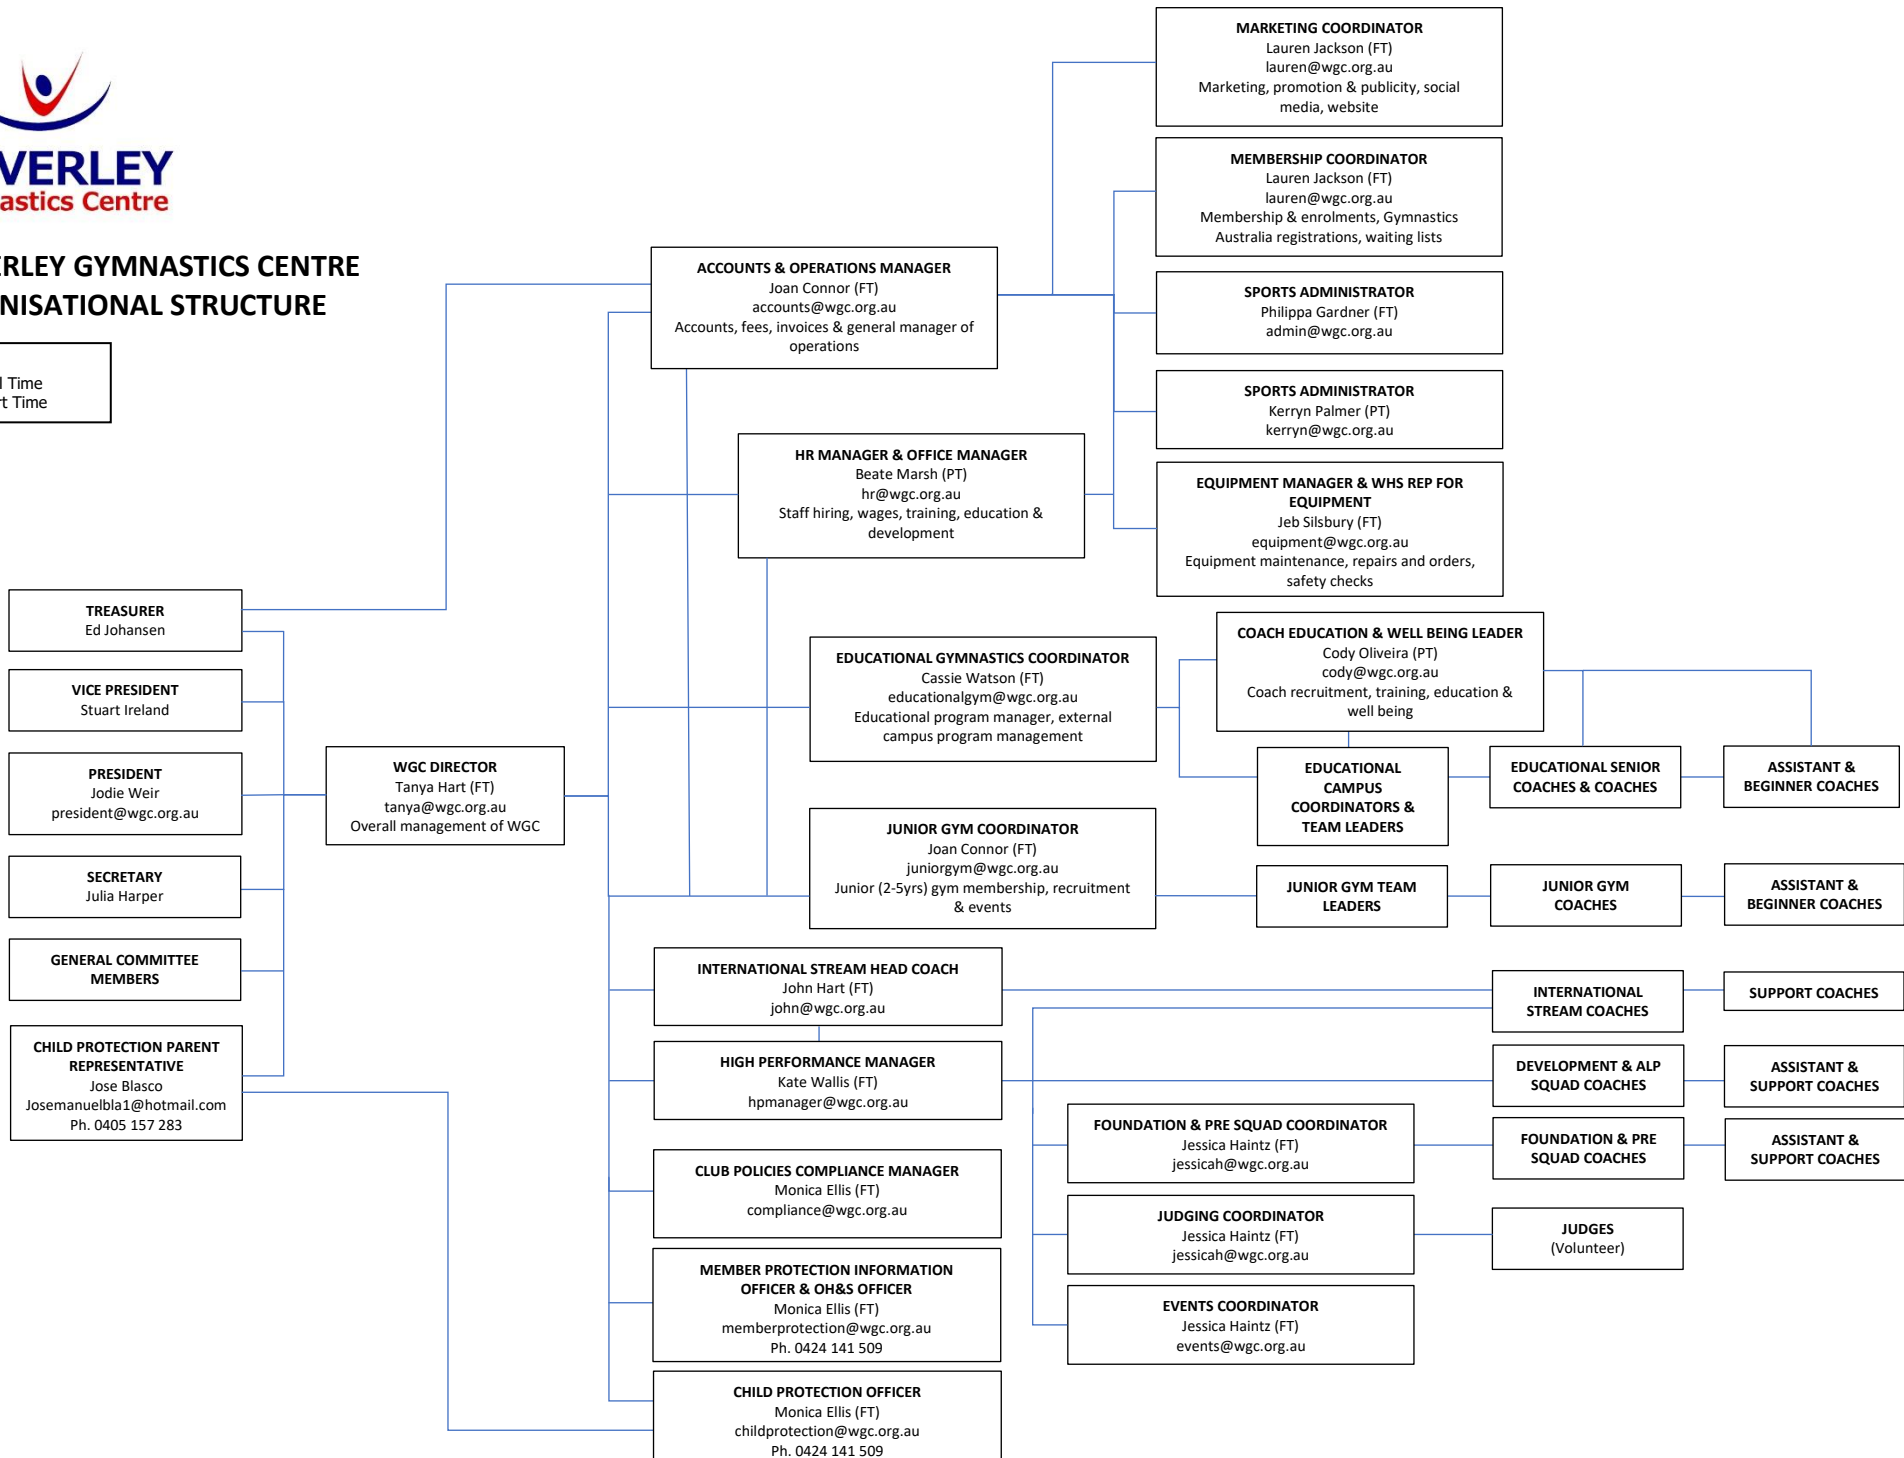 VERLEY
astics Centre
ERLEY GYMNASTICS CENTRE
NISATIONAL STRUCTURE
l Time
rt Time
TREASURER
Ed Johansen
VICE PRESIDENT
Stuart Ireland
PRESIDENT
Jodie Weir
president@wgc.org.au
SECRETARY
Julia Harper
GENERAL COMMITTEE
MEMBERS
CHILD PROTECTION PARENT
REPRESENTATIVE
Jose Blasco
Josemanuelbla1@hotmail.com
Ph. 0405 157 283
WGC DIRECTOR
Tanya Hart (FT)
tanya@wgc.org.au
Overall management of WGC
ACCOUNTS & OPERATIONS MANAGER
Joan Connor (FT)
accounts@wgc.org.au
Accounts, fees, invoices & general manager of
operations
HR MANAGER & OFFICE MANAGER
Beate Marsh (PT)
hr@wgc.org.au
Staff hiring, wages, training, education &
development
MARKETING COORDINATOR
Lauren Jackson (FT)
lauren@wgc.org.au
Marketing, promotion & publicity, social
media, website
MEMBERSHIP COORDINATOR
Lauren Jackson (FT)
lauren@wgc.org.au
Membership & enrolments, Gymnastics
Australia registrations, waiting lists
SPORTS ADMINISTRATOR
Philippa Gardner (FT)
admin@wgc.org.au
SPORTS ADMINISTRATOR
Kerryn Palmer (PT)
kerryn@wgc.org.au
EQUIPMENT MANAGER & WHS REP FOR
EQUIPMENT
Jeb Silsbury (FT)
equipment@wgc.org.au
Equipment maintenance, repairs and orders,
safety checks
EDUCATIONAL GYMNASTICS COORDINATOR
Cassie Watson (FT)
educationalgym@wgc.org.au
Educational program manager, external
campus program management
COACH EDUCATION & WELL BEING LEADER
Cody Oliveira (PT)
cody@wgc.org.au
Coach recruitment, training, education &
well being
EDUCATIONAL
CAMPUS
COORDINATORS &
TEAM LEADERS
EDUCATIONAL SENIOR
COACHES & COACHES
ASSISTANT &
BEGINNER COACHES
JUNIOR GYM COORDINATOR
Joan Connor (FT)
juniorgym@wgc.org.au
Junior (2-5yrs) gym membership, recruitment
& events
JUNIOR GYM TEAM
LEADERS
JUNIOR GYM
COACHES
ASSISTANT &
BEGINNER COACHES
INTERNATIONAL STREAM HEAD COACH
John Hart (FT)
john@wgc.org.au
INTERNATIONAL
STREAM COACHES
SUPPORT COACHES
HIGH PERFORMANCE MANAGER
Kate Wallis (FT)
hpmanager@wgc.org.au
DEVELOPMENT & ALP
SQUAD COACHES
ASSISTANT &
SUPPORT COACHES
FOUNDATION & PRE SQUAD COORDINATOR
Jessica Haintz (FT)
jessicah@wgc.org.au
FOUNDATION & PRE
SQUAD COACHES
ASSISTANT &
SUPPORT COACHES
CLUB POLICIES COMPLIANCE MANAGER
Monica Ellis (FT)
compliance@wgc.org.au
JUDGING COORDINATOR
Jessica Haintz (FT)
jessicah@wgc.org.au
JUDGES
(Volunteer)
MEMBER PROTECTION INFORMATION
OFFICER & OH&S OFFICER
Monica Ellis (FT)
memberprotection@wgc.org.au
Ph. 0424 141 509
EVENTS COORDINATOR
Jessica Haintz (FT)
events@wgc.org.au
CHILD PROTECTION OFFICER
Monica Ellis (FT)
childprotection@wgc.org.au
Ph. 0424 141 509